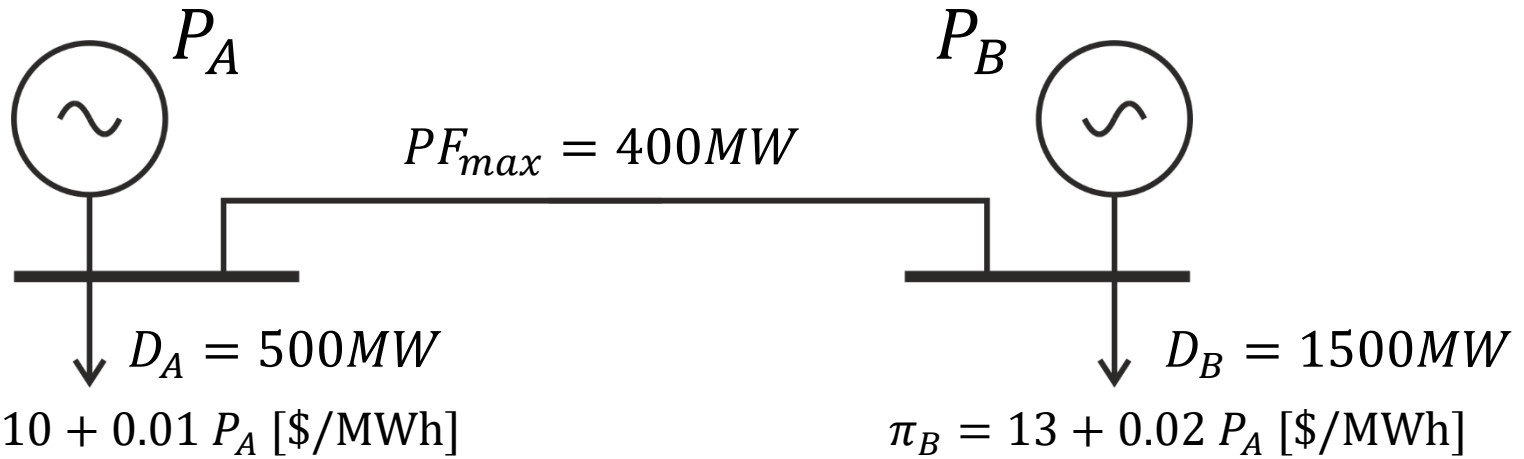 P_A
P_B
PF_max = 400MW
D_A = 500MW
D_B = 1500MW
10 + 0.01 P_A [$/MWh]
π_B = 13 + 0.02 P_A [$/MWh]